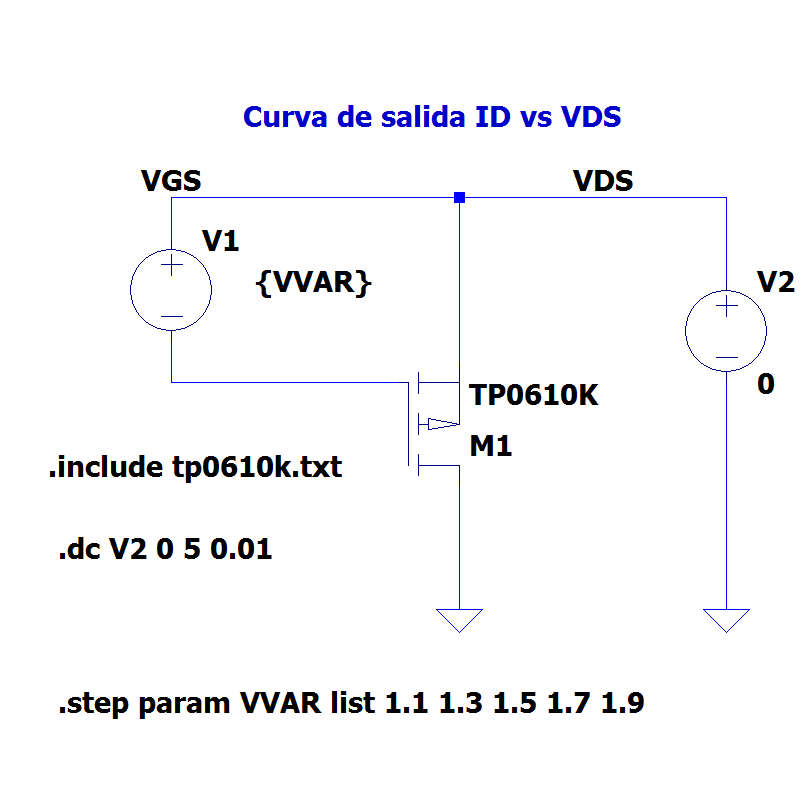 Curva de salida ID vs VDS
VGS
VDS
V1
{VVAR}
V2
0
TP0610K
M1
.include tp0610k.txt
.dc V2 0 5 0.01
.step param VVAR list 1.1 1.3 1.5 1.7 1.9